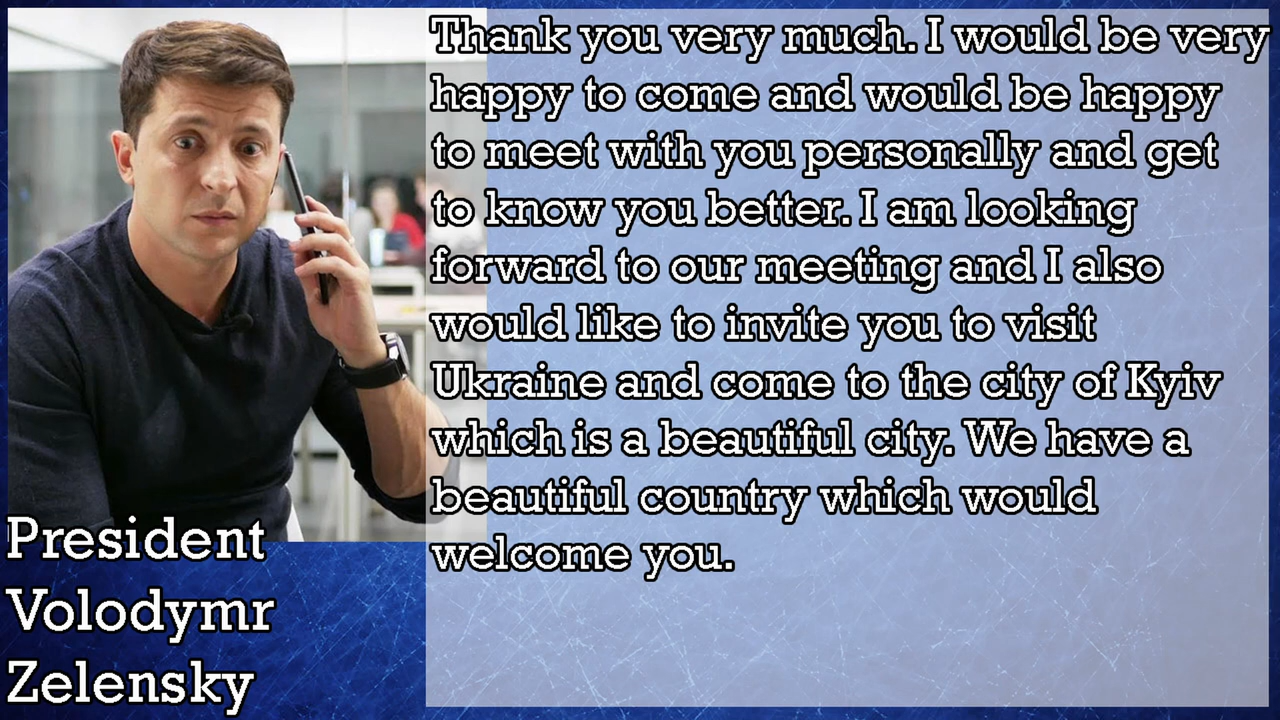 Thank you very much. I would be very
happy to come and would be happy
to meet with you personally and get
to know you better. I am looking
forward to our meeting and I also
would like to invite you to visit
Ukraine and come to the city of Kyiv
which is a beautiful city. We have a
beautiful country which would
welcome you.
President
Volodymr
Zelensky